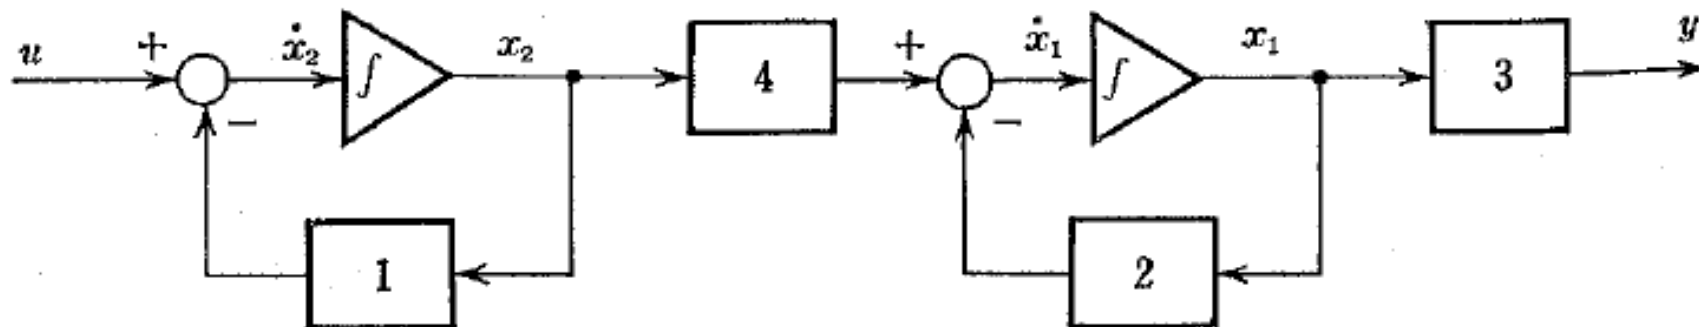 u + ẋ₂ ∫ x₂ 4 + ẋ₁ ∫ x₁ 3 y
− −
1 2